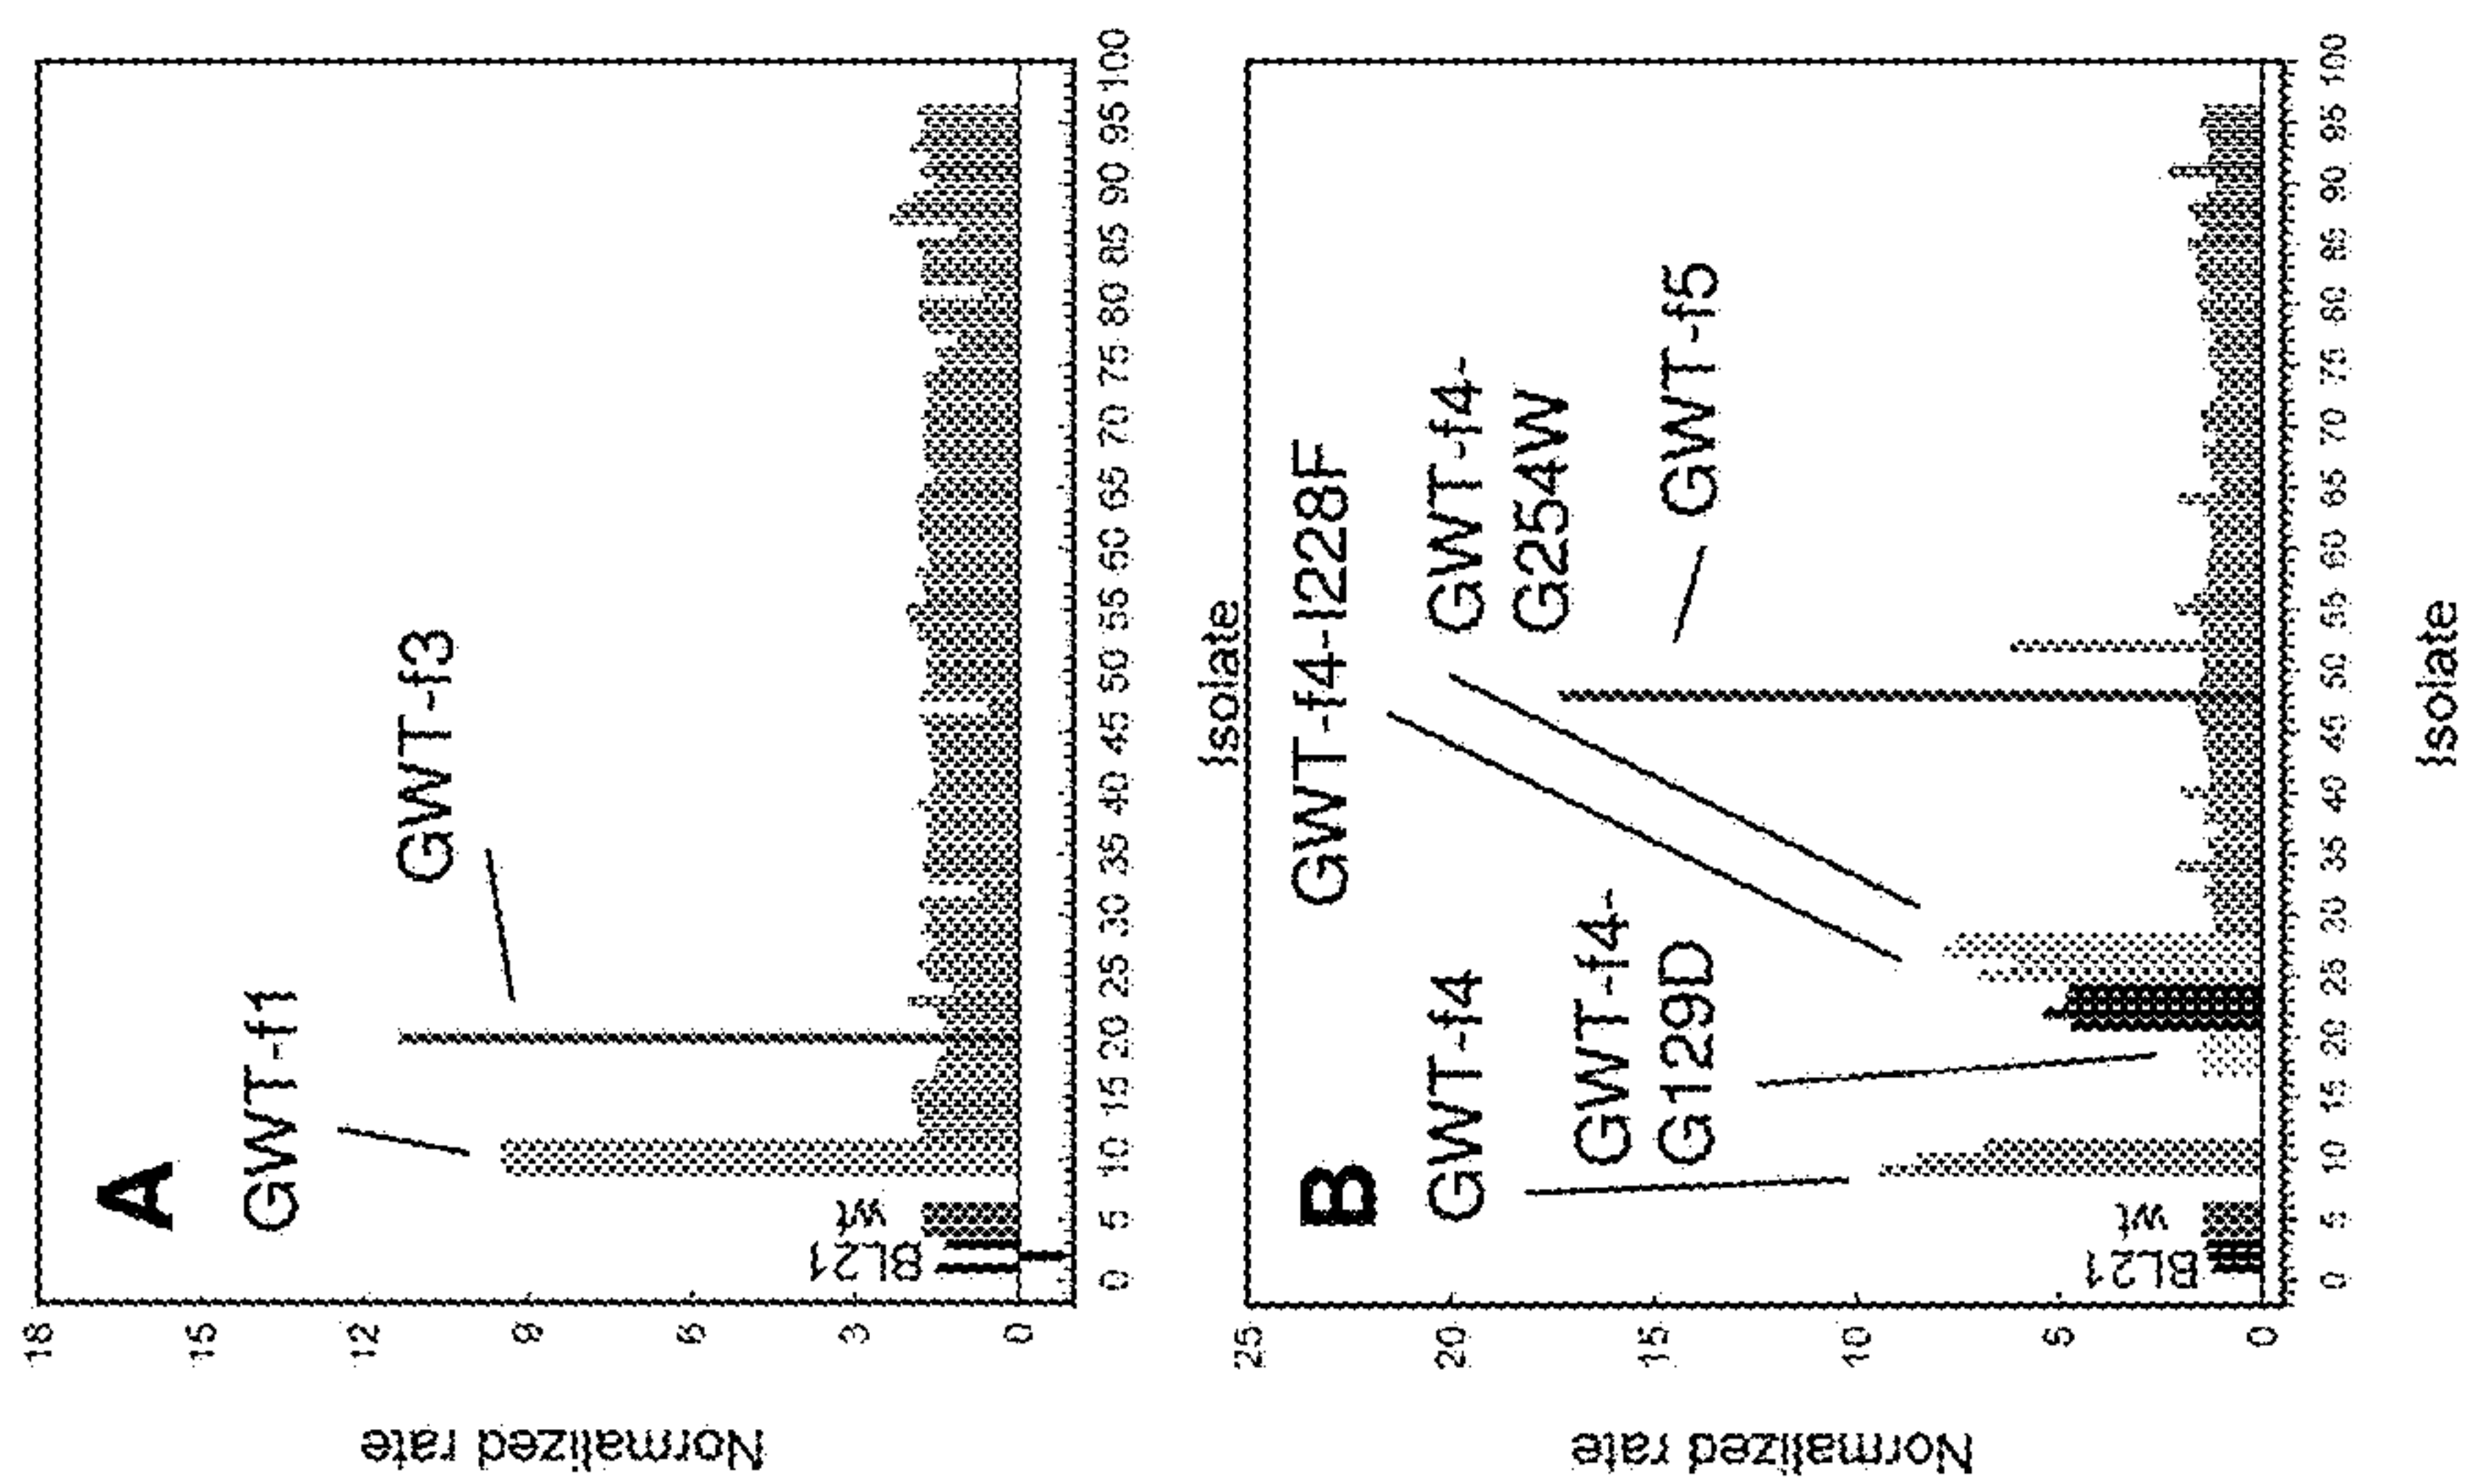 A
GWT-f1
GWT-f3
BL21
wt
Normalized rate
18
15
12
9
6
3
0
0 5 10 15 20 25 30 35 40 45 50 55 60 65 70 75 80 85 90 95 100
Isolate
B
GWT-f4-I228F
GWT-f4
GWT-f4-
G254W
GWT-f4-
G129D
GWT-f5
BL21
wt
Normalized rate
25
20
15
10
5
0
0 5 10 15 20 25 30 35 40 45 50 55 60 65 70 75 80 85 90 95 100
Isolate